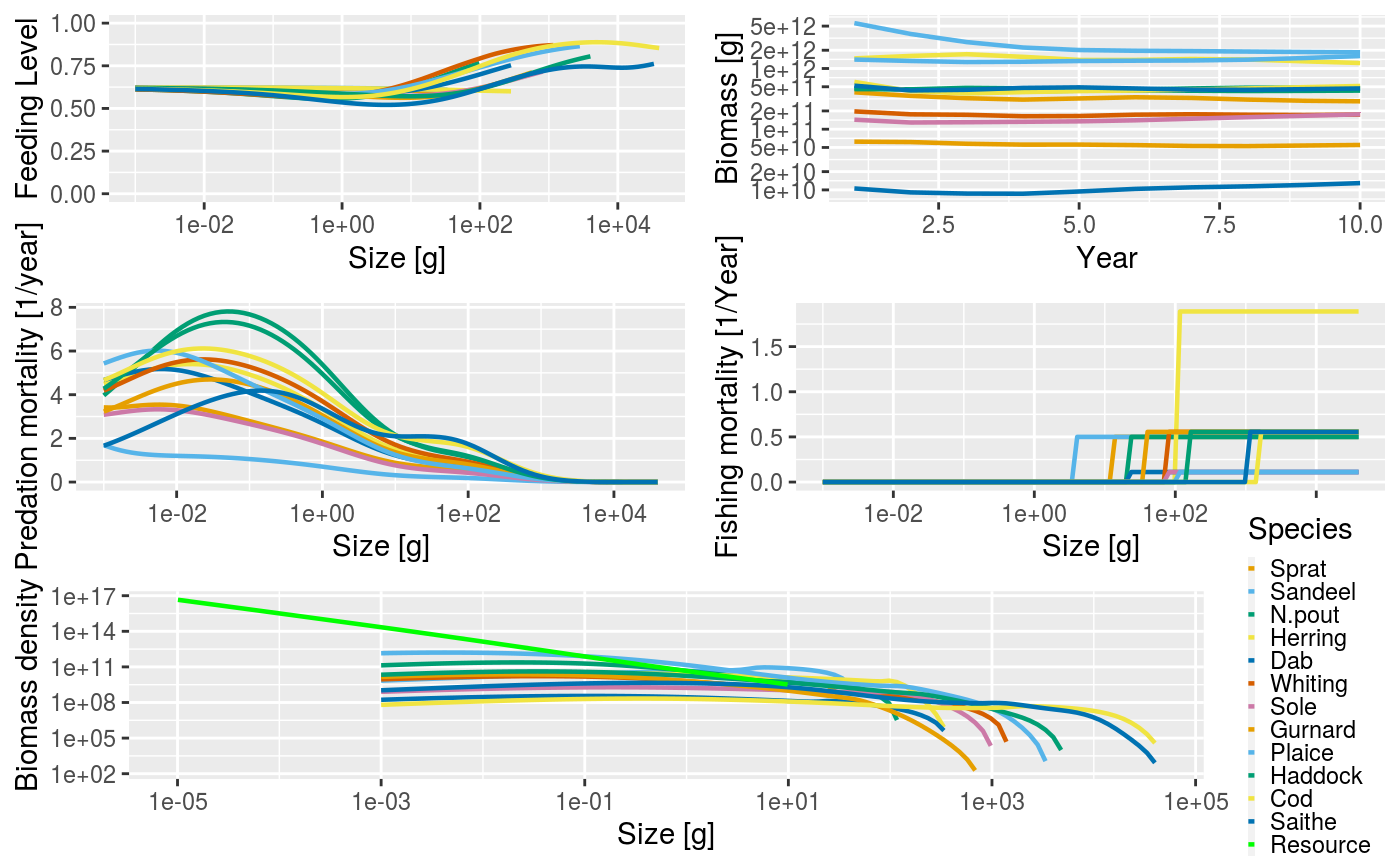 Feeding Level
1.00
0.75
0.50
0.25
0.00
1e-02
1e+00
1e+02
1e+04
Size [g]
Biomass [g]
5e+12
2e+12
1e+12
5e+11
2e+11
1e+11
5e+10
2e+10
1e+10
2.5
5.0
7.5
10.0
Year
Predation mortality [1/year]
8
6
4
2
0
1e-02
1e+00
1e+02
1e+04
Size [g]
Fishing mortality [1/Year]
1.5
1.0
0.5
0.0
1e-02
1e+00
1e+02
Size [g]
Biomass density
1e+17
1e+14
1e+11
1e+08
1e+05
1e+02
1e-05
1e-03
1e-01
1e+01
1e+03
1e+05
Size [g]
Species
Sprat
Sandeel
N.pout
Herring
Dab
Whiting
Sole
Gurnard
Plaice
Haddock
Cod
Saithe
Resource